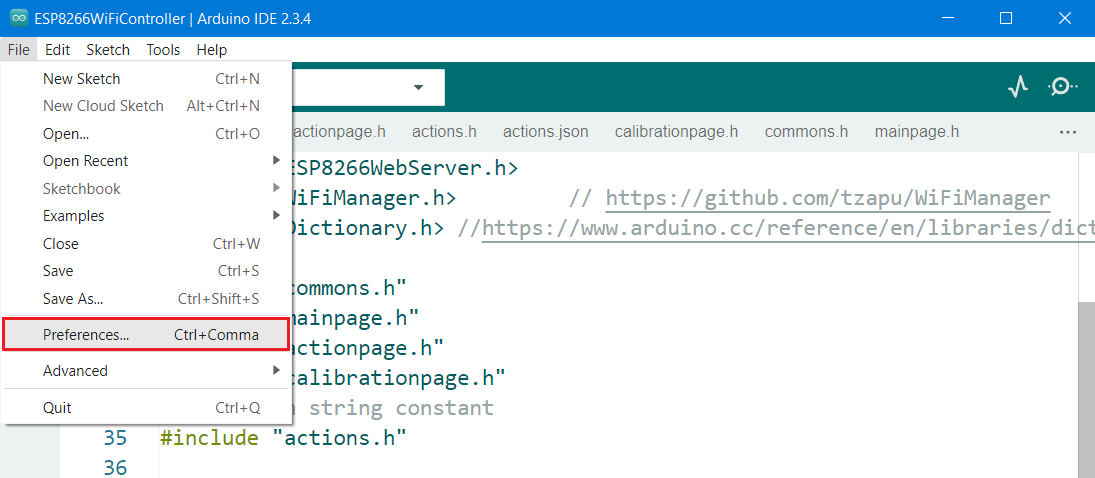 ESP8266WiFiController | Arduino IDE 2.3.4
File Edit Sketch Tools Help
New Sketch Ctrl+N
New Cloud Sketch Alt+Ctrl+N
Open... Ctrl+O
Open Recent
Sketchbook
Examples
Close Ctrl+W
Save Ctrl+S
Save As... Ctrl+Shift+S
Preferences... Ctrl+Comma
Advanced
Quit Ctrl+Q
actionpage.h actions.h actions.json calibrationpage.h commons.h mainpage.h ...
ESP8266WebServer.h>
WiFiManager.h> // https://github.com/tzapu/WiFiManager
Dictionary.h> //https://www.arduino.cc/reference/en/libraries/dict
commons.h"
mainpage.h"
actionpage.h"
calibrationpage.h"
string constant
35 #include "actions.h"
36